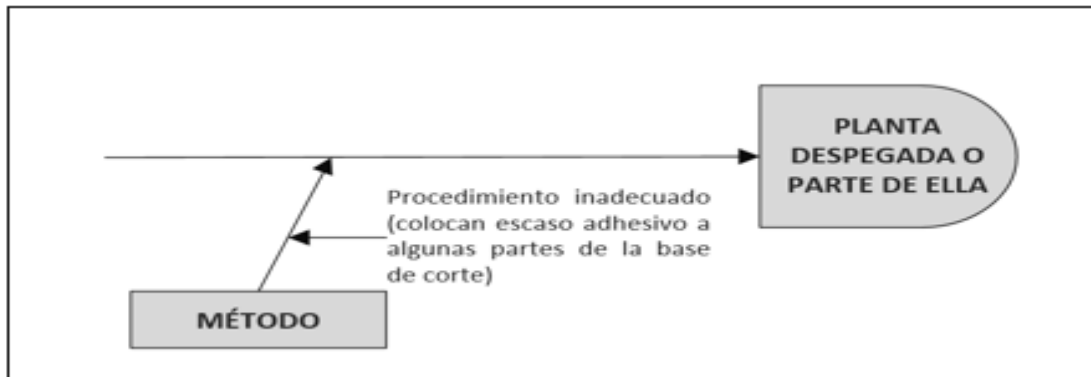 PLANTA
DESPEGADA O
PARTE DE ELLA
Procedimiento inadecuado
(colocan escaso adhesivo a
algunas partes de la base
de corte)
MÉTODO